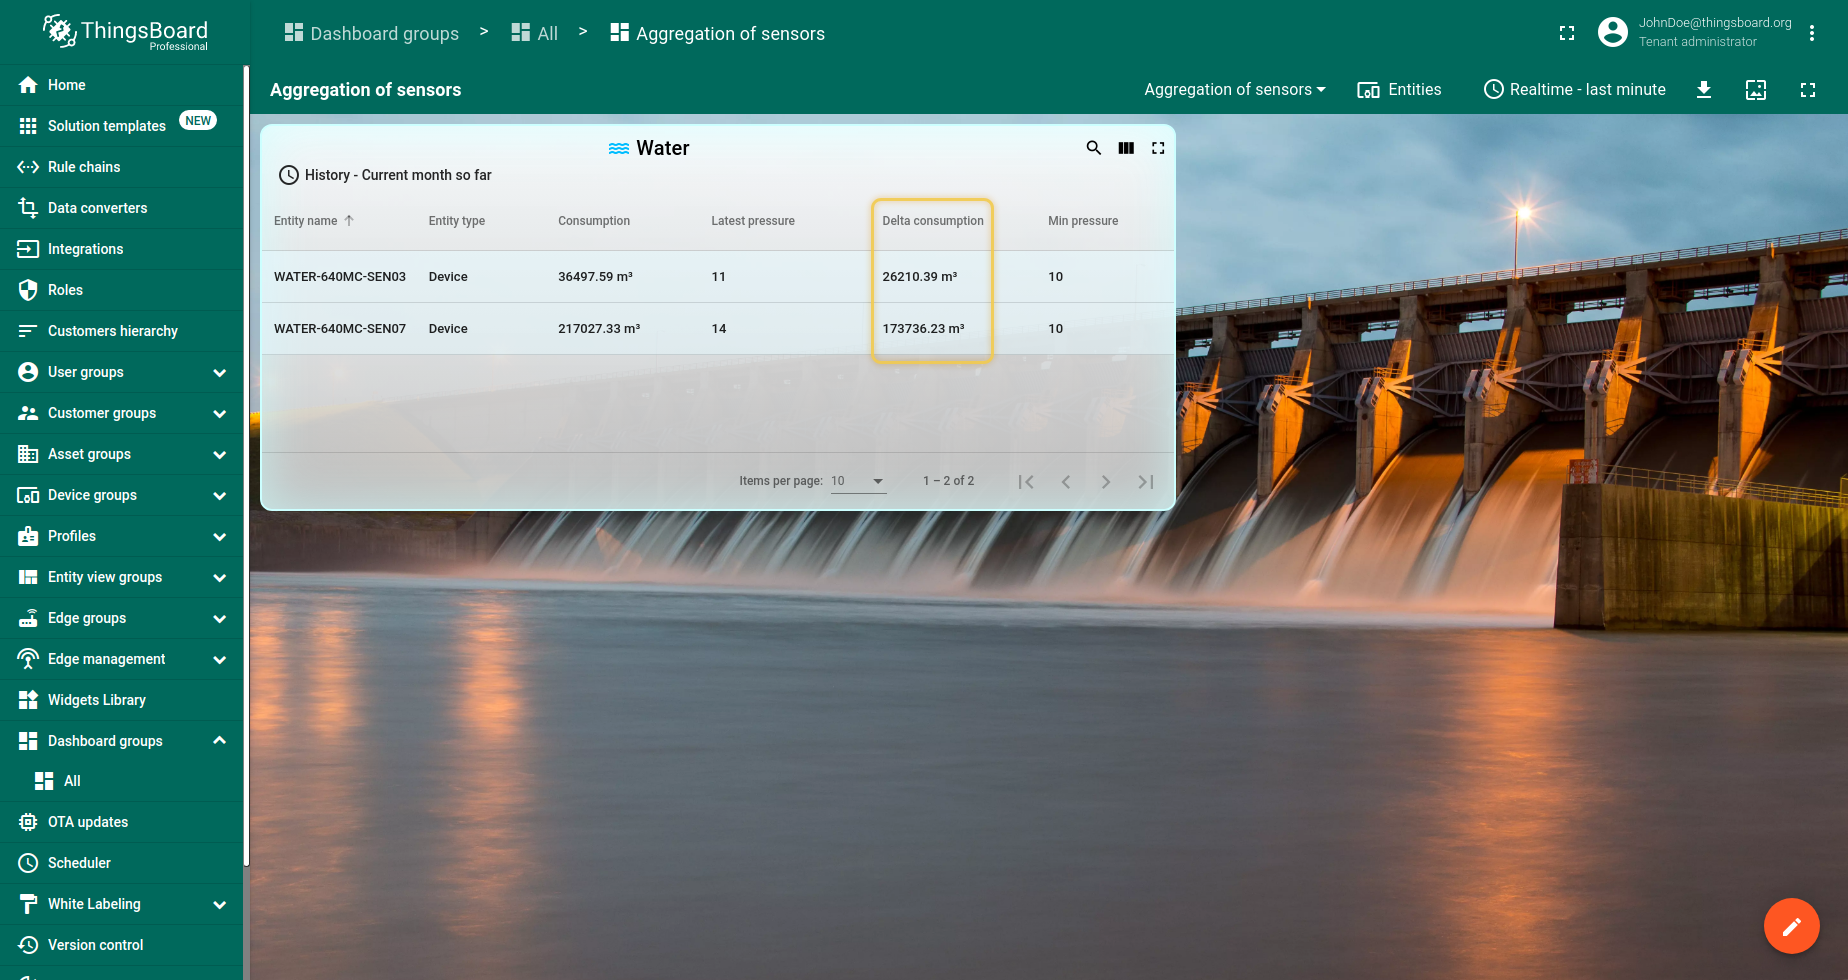 ThingsBoard
Professional
Dashboard groups > All > Aggregation of sensors
JohnDoe@thingsboard.org
Tenant administrator
Home
Solution templates NEW
Rule chains
Data converters
Integrations
Roles
Customers hierarchy
User groups
Customer groups
Asset groups
Device groups
Profiles
Entity view groups
Edge groups
Edge management
Widgets Library
Dashboard groups
All
OTA updates
Scheduler
White Labeling
Version control
Aggregation of sensors
Aggregation of sensors Entities Realtime - last minute
Water
History - Current month so far
Entity name Entity type Consumption Latest pressure Delta consumption Min pressure
WATER-640MC-SEN03 Device 36497.59 m³ 11 26210.39 m³ 10
WATER-640MC-SEN07 Device 217027.33 m³ 14 173736.23 m³ 10
Items per page: 10 1 – 2 of 2